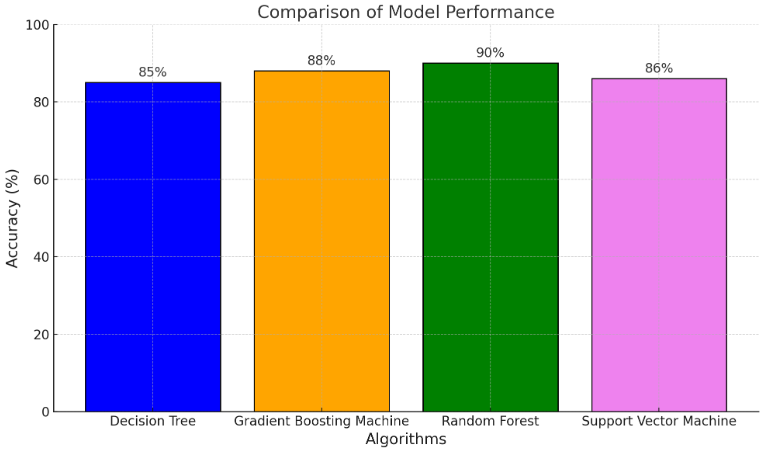 Comparison of Model Performance
Accuracy (%)
100
80
60
40
20
0
85%
88%
90%
86%
Decision Tree
Gradient Boosting Machine
Random Forest
Support Vector Machine
Algorithms